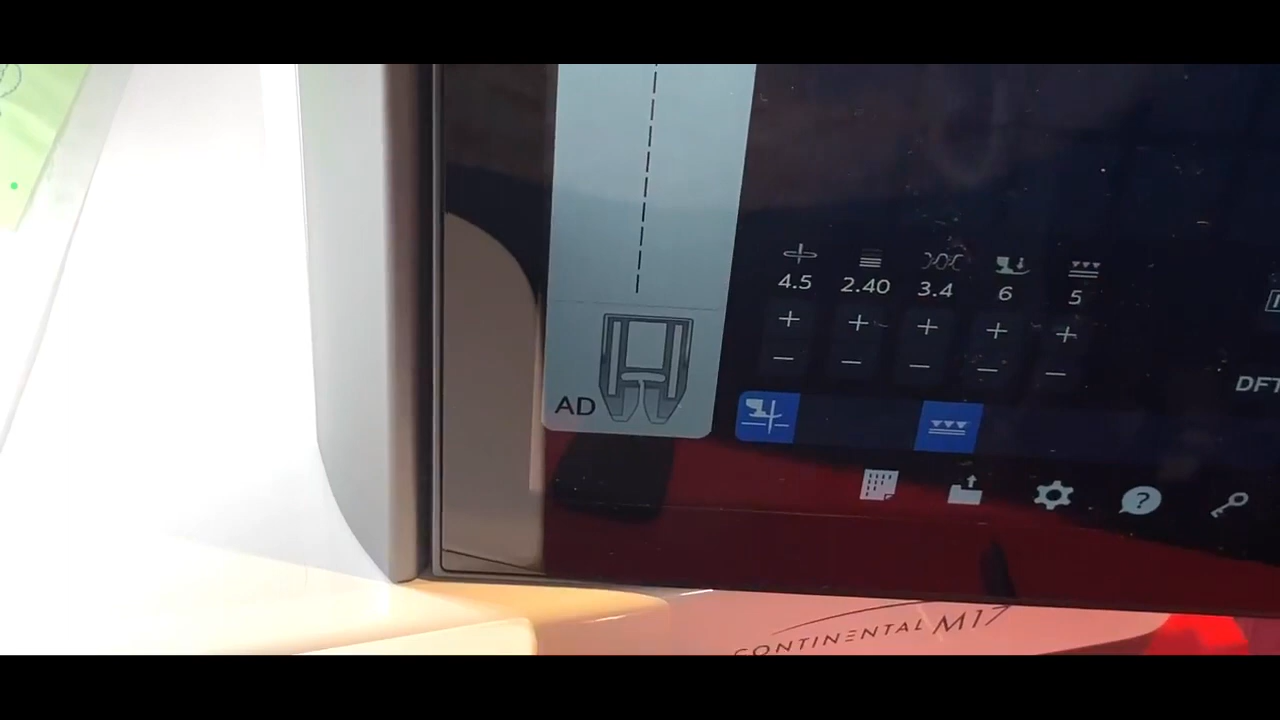 4.5 2.40 3.4 6 5
+ + + + +
− − − − −
DFT
AD
?
CONTINENTAL M17